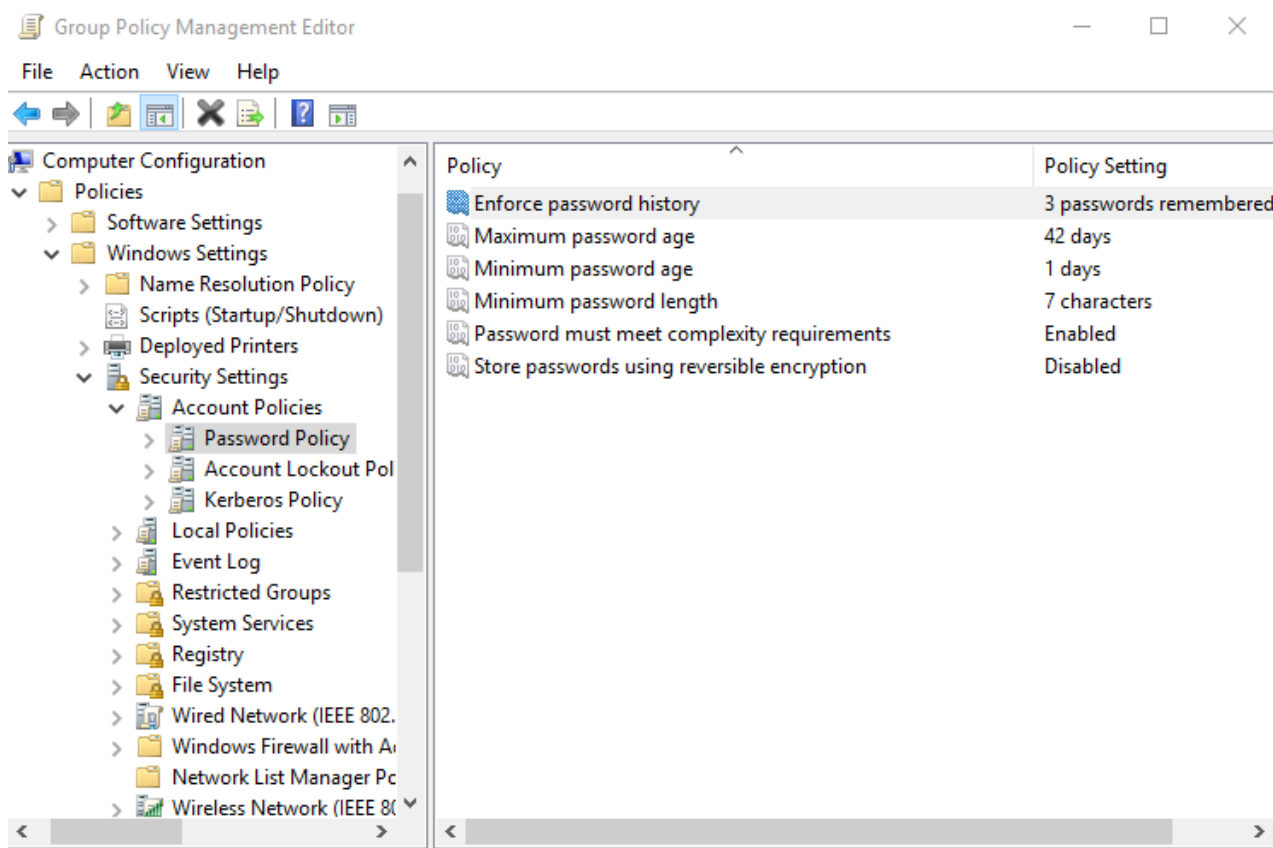 Group Policy Management Editor
File Action View Help
Computer Configuration
Policies
Software Settings
Windows Settings
Name Resolution Policy
Scripts (Startup/Shutdown)
Deployed Printers
Security Settings
Account Policies
Password Policy
Account Lockout Pol
Kerberos Policy
Local Policies
Event Log
Restricted Groups
System Services
Registry
File System
Wired Network (IEEE 802.
Windows Firewall with A
Network List Manager Po
Wireless Network (IEEE 80
Policy Policy Setting
Enforce password history 3 passwords remembered
Maximum password age 42 days
Minimum password age 1 days
Minimum password length 7 characters
Password must meet complexity requirements Enabled
Store passwords using reversible encryption Disabled